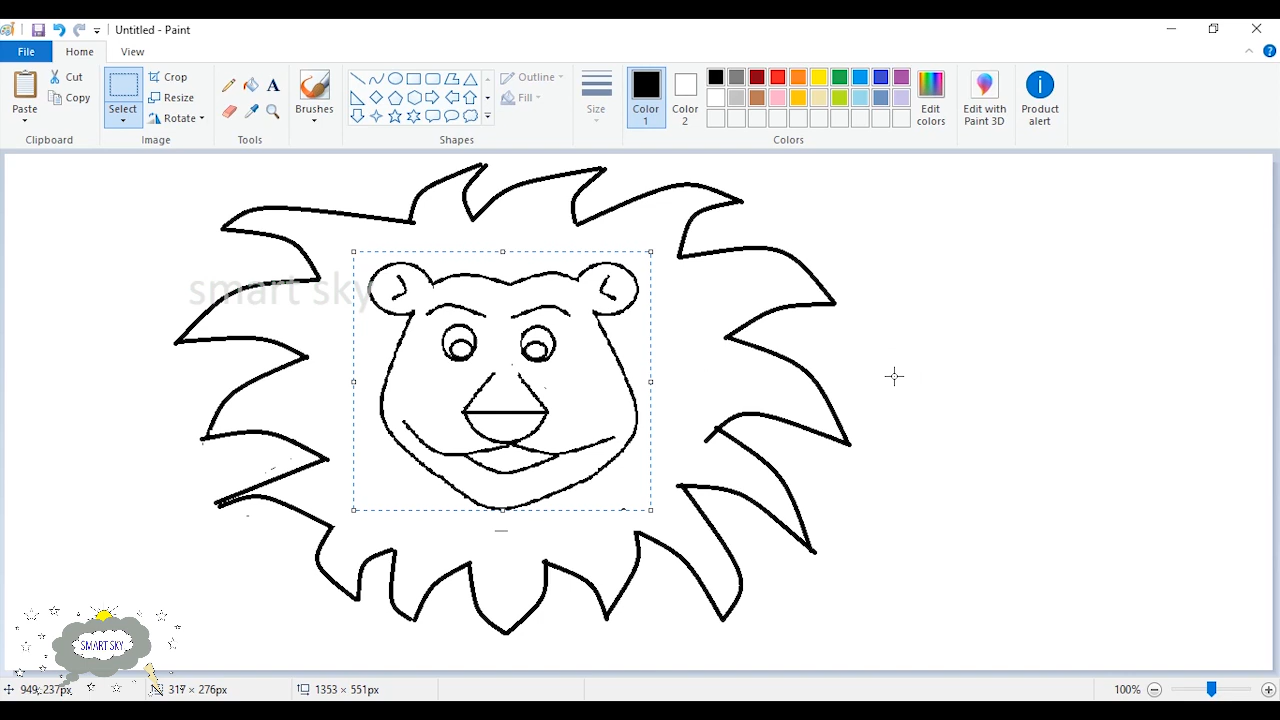 Untitled - Paint
File Home View
Paste
Cut
Copy
Clipboard
Select
Crop
Resize
Rotate
Image
A
Tools
Brushes
Outline
Fill
Shapes
Size
Color 1
Color 2
Edit colors
Colors
Edit with Paint 3D
Product alert
smart sky
SMART SKY
949, 237px
317 × 276px
1353 × 551px
100%